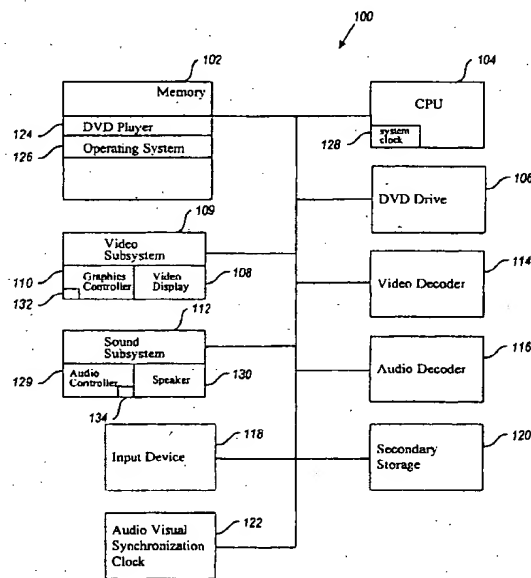 100
102
104
Memory
CPU
124
DVD Player
system
clock
128
126
Operating System
106
DVD Drive
109
Video
Subsystem
110
Graphics
Controller
Video
Display
108
132
114
Video Decoder
112
Sound
Subsystem
129
Audio
Controller
Speaker
130
134
116
Audio Decoder
118
Input Device
120
Secondary
Storage
122
Audio Visual
Synchronization
Clock